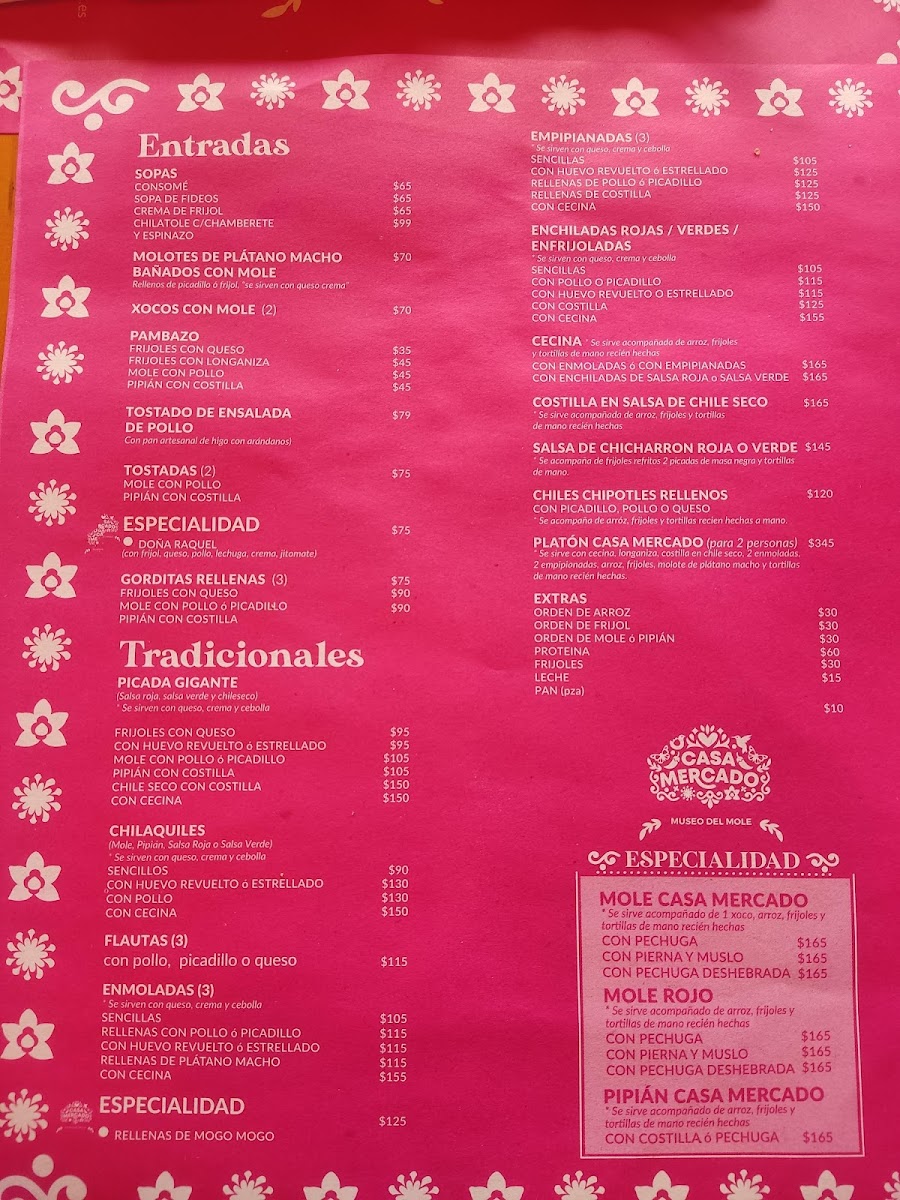 Entradas
SOPAS
CONSOMÉ $65
SOPA DE FIDEOS $65
CREMA DE FRIJOL $65
CHILATOLE C/CHAMBERETE $99
Y ESPINAZO
MOLOTES DE PLÁTANO MACHO $70
BAÑADOS CON MOLE
Rellenos de picadillo ó frijol, "se sirven con queso crema"
XOCOS CON MOLE (2) $70
PAMBAZO
FRIJOLES CON QUESO $35
FRIJOLES CON LONGANIZA $45
MOLE CON POLLO $45
PIPIÁN CON COSTILLA $45
TOSTADO DE ENSALADA $79
DE POLLO
Con pan artesanal de higo con arándanos)
TOSTADAS (2) $75
MOLE CON POLLO
PIPIÁN CON COSTILLA
ESPECIALIDAD $75
DOÑA RAQUEL
(con frijol, queso, pollo, lechuga, crema, jitomate)
GORDITAS RELLENAS (3) $75
FRIJOLES CON QUESO $90
MOLE CON POLLO ó PICADILLO $90
PIPIÁN CON COSTILLA
Tradicionales
PICADA GIGANTE
(Salsa roja, salsa verde y chileseco)
* Se sirven con queso, crema y cebolla
FRIJOLES CON QUESO $95
CON HUEVO REVUELTO ó ESTRELLADO $95
MOLE CON POLLO ó PICADILLO $105
PIPIÁN CON COSTILLA $105
CHILE SECO CON COSTILLA $150
CON CECINA $150
CHILAQUILES
(Mole, Pipián, Salsa Roja o Salsa Verde)
* Se sirven con queso, crema y cebolla
SENCILLOS $90
CON HUEVO REVUELTO ó ESTRELLADO $130
CON POLLO $130
CON CECINA $150
FLAUTAS (3)
con pollo, picadillo o queso $115
ENMOLADAS (3)
* Se sirven con queso, crema y cebolla
SENCILLAS $105
RELLENAS CON POLLO ó PICADILLO $115
CON HUEVO REVUELTO ó ESTRELLADO $115
RELLENAS DE PLÁTANO MACHO $115
CON CECINA $155
ESPECIALIDAD $125
RELLENAS DE MOGO MOGO
EMPIPIANADAS (3)
* Se sirven con queso, crema y cebolla
SENCILLAS $105
CON HUEVO REVUELTO ó ESTRELLADO $125
RELLENAS DE POLLO ó PICADILLO $125
RELLENAS DE COSTILLA $125
CON CECINA $150
ENCHILADAS ROJAS / VERDES /
ENFRIJOLADAS
* Se sirven con queso, crema y cebolla
SENCILLAS $105
CON POLLO O PICADILLO $115
CON HUEVO REVUELTO O ESTRELLADO $115
CON COSTILLA $125
CON CECINA $155
CECINA * Se sirve acompañada de arroz, frijoles
y tortillas de mano recién hechas
CON ENMOLADAS ó CON EMPIPIANADAS $165
CON ENCHILADAS DE SALSA ROJA o SALSA VERDE $165
COSTILLA EN SALSA DE CHILE SECO $165
* Se sirve acompañada de arroz, frijoles y tortillas
de mano recién hechas
SALSA DE CHICHARRON ROJA O VERDE $145
* Se acompaña de frijoles refritos 2 picadas de masa negra y tortillas
de mano.
CHILES CHIPOTLES RELLENOS $120
CON PICADILLO, POLLO O QUESO
* Se acompaña de arróz, frijoles y tortillas recien hechas a mano.
PLATÓN CASA MERCADO (para 2 personas) $345
* Se sirve con cecina, longaniza, costilla en chile seco, 2 enmoladas,
2 empipionadas, arroz, frijoles, molote de plátano macho y tortillas
de mano recién hechas.
EXTRAS
ORDEN DE ARROZ $30
ORDEN DE FRIJOL $30
ORDEN DE MOLE ó PIPIÁN $30
PROTEINA $60
FRIJOLES $30
LECHE $15
PAN (pza)
$10
CASA
MERCADO
MUSEO DEL MOLE
ESPECIALIDAD
MOLE CASA MERCADO
* Se sirve acompañado de 1 xoco, arroz, frijoles y
tortillas de mano recién hechas
CON PECHUGA $165
CON PIERNA Y MUSLO $165
CON PECHUGA DESHEBRADA $165
MOLE ROJO
* Se sirve acompañado de arroz, frijoles y
tortillas de mano recién hechas
CON PECHUGA $165
CON PIERNA Y MUSLO $165
CON PECHUGA DESHEBRADA $165
PIPIÁN CASA MERCADO
* Se sirve acompañado de arroz, frijoles y
tortillas de mano recién hechas
CON COSTILLA ó PECHUGA $165